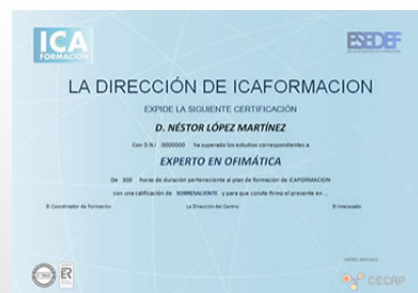 ICA
FORMACIÓN
ESEDEF
LA DIRECCIÓN DE ICAFORMACION
EXPIDE LA SIGUIENTE CERTIFICACIÓN
D. NÉSTOR LÓPEZ MARTÍNEZ
Con D.N.I 0000000 ha superado los estudios correspondientes a
EXPERTO EN OFIMÁTICA
De 300 horas de duración perteneciente al plan de formación de ICAFORMACION
con una calificación de SOBRESALIENTE y para que conste firmo el presente en ...
El Coordinador de Formación La Dirección del Centro El interesado
ER
CECAP